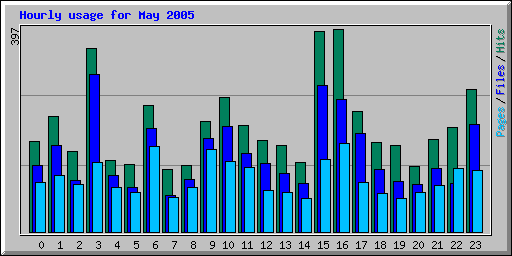 Hourly usage for May 2005
397
Pages / Files / Hits
0 1 2 3 4 5 6 7 8 9 10 11 12 13 14 15 16 17 18 19 20 21 22 23